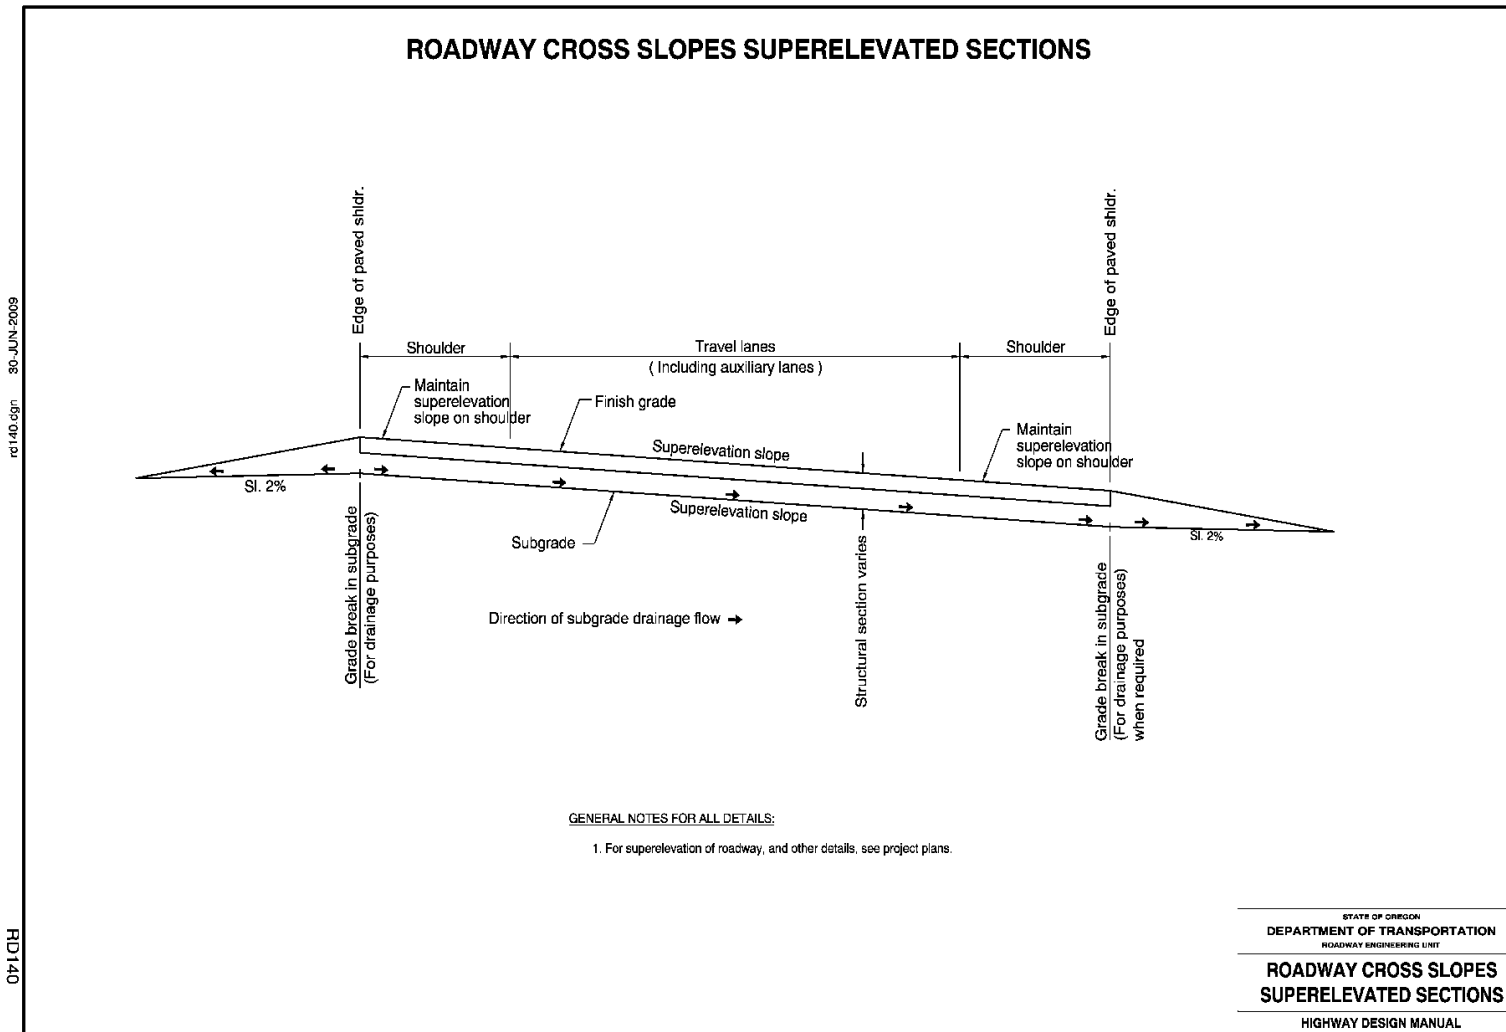 ROADWAY CROSS SLOPES SUPERELEVATED SECTIONS
Edge of paved shldr.
Edge of paved shldr.
Shoulder
Travel lanes
( Including auxiliary lanes )
Shoulder
Maintain
superelevation
slope on shoulder
Finish grade
Superelevation slope
Maintain
superelevation
slope on shoulder
Sl. 2%
Superelevation slope
Subgrade
Sl. 2%
Grade break in subgrade
(For drainage purposes)
Direction of subgrade drainage flow
Structural section varies
Grade break in subgrade
(For drainage purposes)
when required
GENERAL NOTES FOR ALL DETAILS:
1. For superelevation of roadway, and other details, see project plans.
rd140.dgn 30-JUN-2009
RD140
STATE OF OREGON
DEPARTMENT OF TRANSPORTATION
ROADWAY ENGINEERING UNIT
ROADWAY CROSS SLOPES
SUPERELEVATED SECTIONS
HIGHWAY DESIGN MANUAL